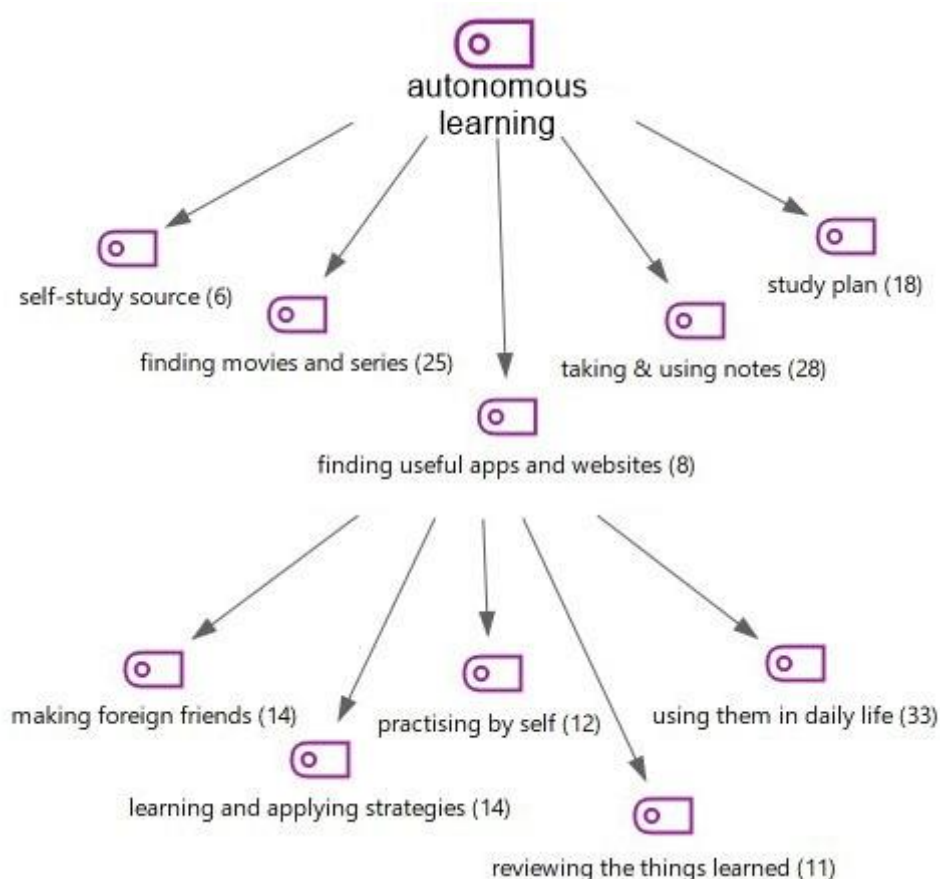 autonomous
learning
self-study source (6)
study plan (18)
finding movies and series (25)
taking & using notes (28)
finding useful apps and websites (8)
making foreign friends (14)
practising by self (12)
using them in daily life (33)
learning and applying strategies (14)
reviewing the things learned (11)